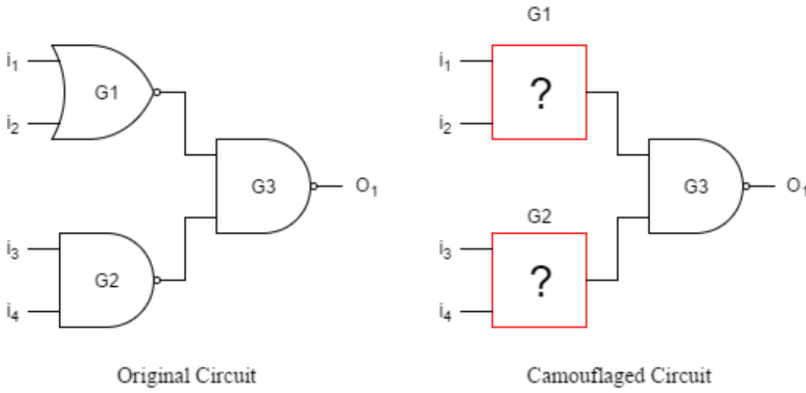 G1
i1
i2
G1
G3
O1
i3
i4
G2
Original Circuit
i1
i2
?
G3
O1
G2
i3
i4
?
Camouflaged Circuit